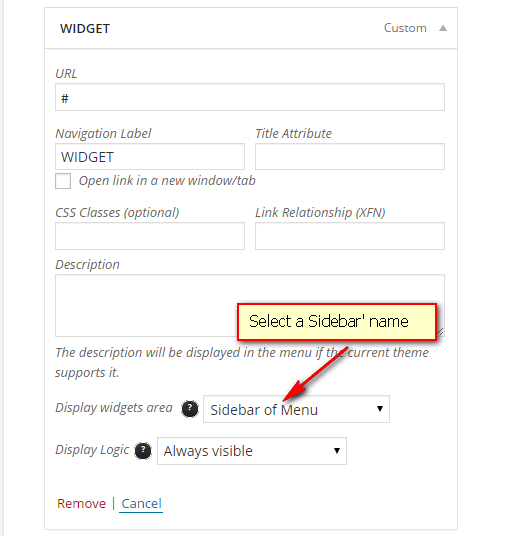 WIDGET Custom
URL
#
Navigation Label Title Attribute
WIDGET
Open link in a new window/tab
CSS Classes (optional) Link Relationship (XFN)
Description
Select a Sidebar' name
The description will be displayed in the menu if the current theme
supports it.
Display widgets area ? Sidebar of Menu
Display Logic ? Always visible
Remove | Cancel